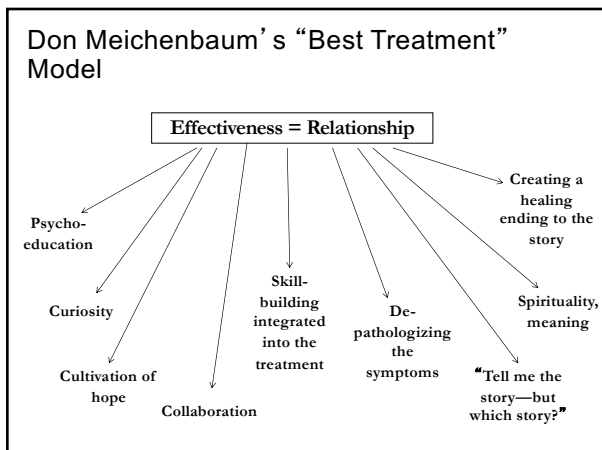 Don Meichenbaum's “Best Treatment”
Model
Effectiveness = Relationship
Psycho-
education
Curiosity
Cultivation of
hope
Collaboration
Skill-
building
integrated
into the
treatment
De-
pathologizing
the
symptoms
“Tell me the
story—but
which story?”
Spirituality,
meaning
Creating a
healing
ending to the
story